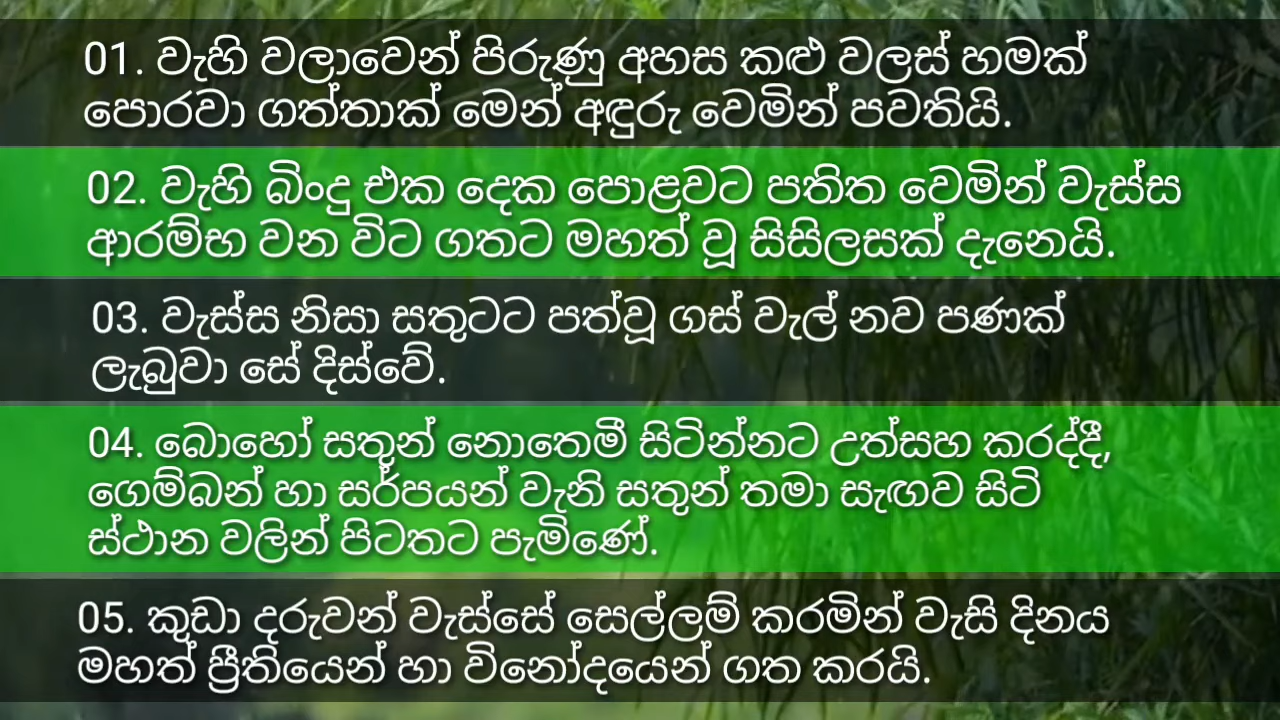 01. වැහි වලාවෙන් පිරුණු අහස කළු වලස් හමක්
පොරවා ගත්තාක් මෙන් අඳුරු වෙමින් පවතියි.
02. වැහි බිංදු එක දෙක පොළවට පතිත වෙමින් වැස්ස
ආරම්භ වන විට ගතට මහත් වූ සිසිලසක් දැනෙයි.
03. වැස්ස නිසා සතුටට පත්වූ ගස් වැල් නව පණක්
ලැබුවා සේ දිස්වේ.
04. බොහෝ සතුන් නොතෙමී සිටින්නට උත්සහ කරද්දී,
ගෙම්බන් හා සර්පයන් වැනි සතුන් තමා සැඟව සිටි
ස්ථාන වලින් පිටතට පැමිණේ.
05. කුඩා දරුවන් වැස්සේ සෙල්ලම් කරමින් වැසි දිනය
මහත් ප්‍රීතියෙන් හා විනෝදයෙන් ගත කරයි.